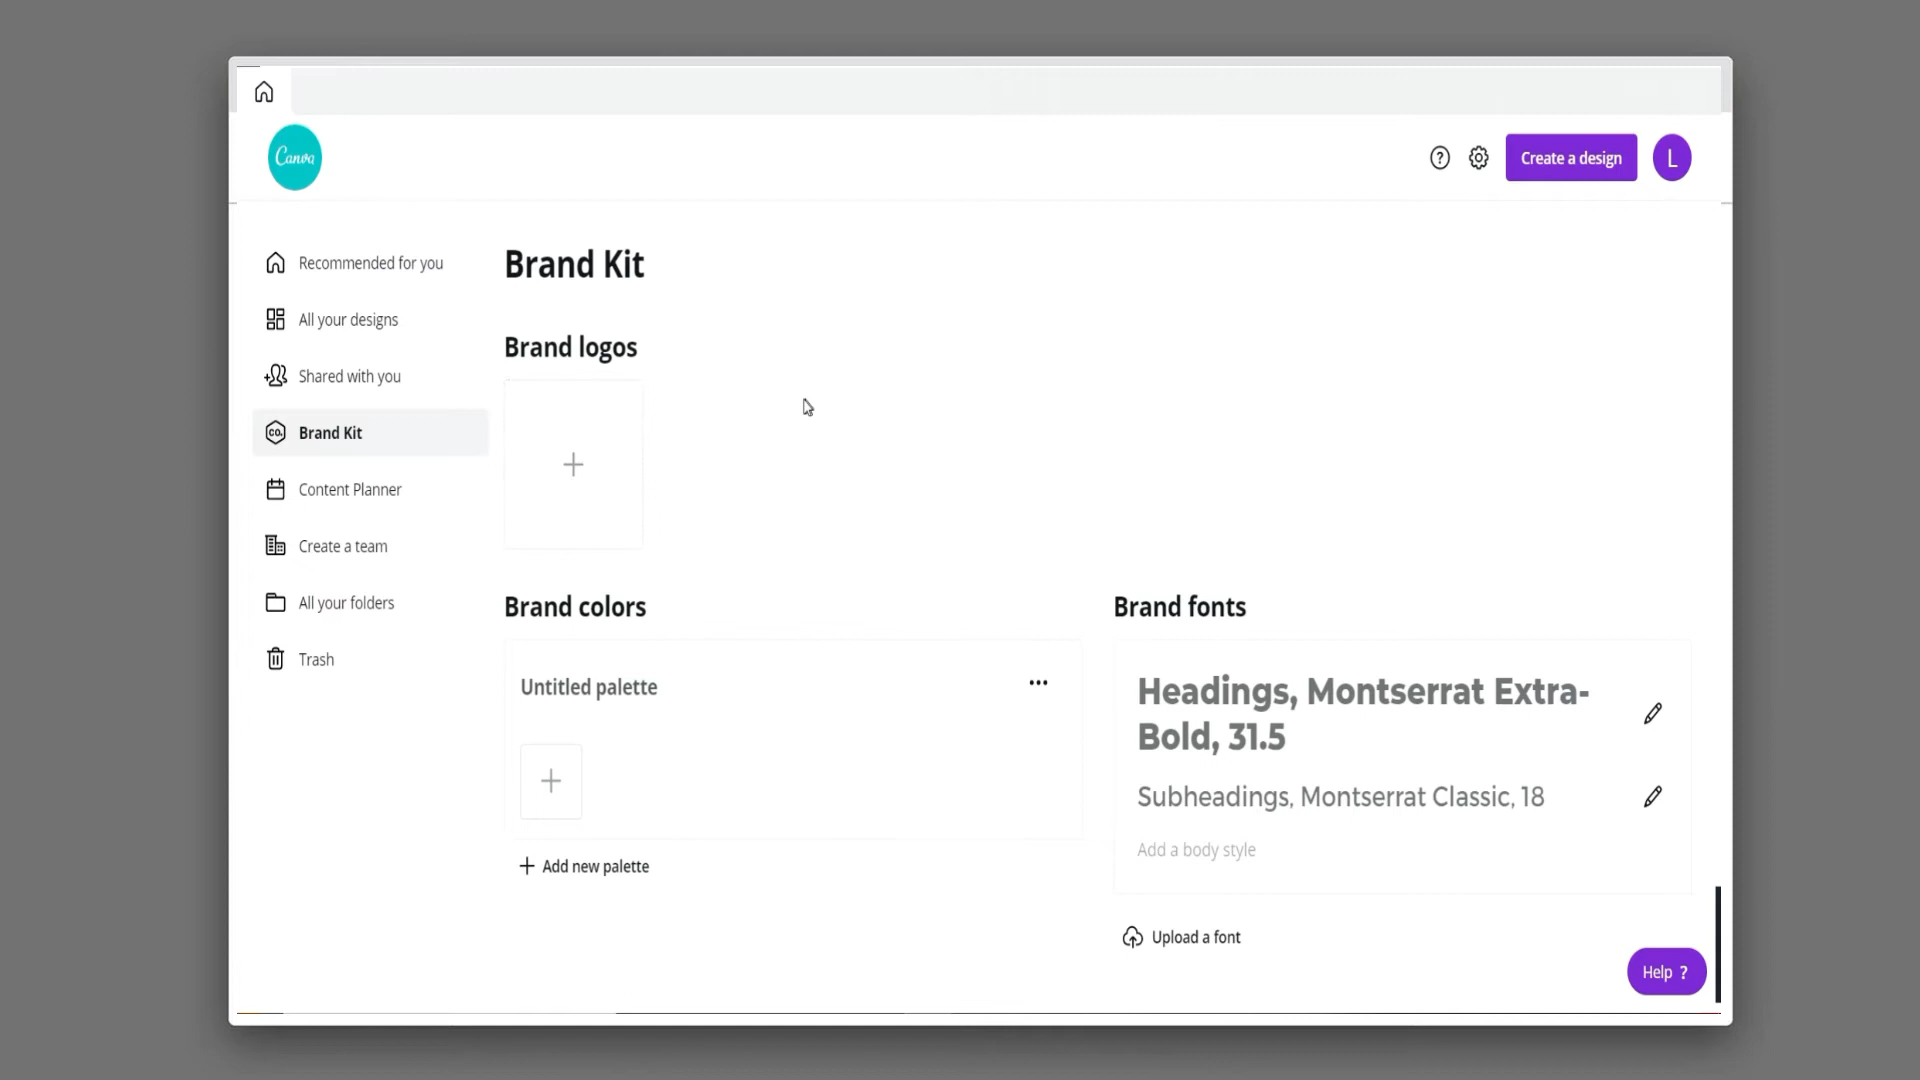 Canva
?
Create a design
L
Recommended for you
All your designs
Shared with you
CO.
Brand Kit
Content Planner
Create a team
All your folders
Trash
Brand Kit
Brand logos
Brand colors
Untitled palette
Add new palette
Brand fonts
Headings, Montserrat Extra-
Bold, 31.5
Subheadings, Montserrat Classic, 18
Add a body style
Upload a font
Help ?